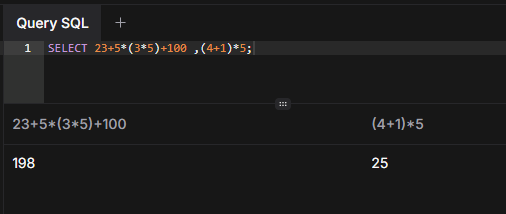 Query SQL +
1 SELECT 23+5*(3*5)+100 ,(4+1)*5;
23+5*(3*5)+100 (4+1)*5
198 25